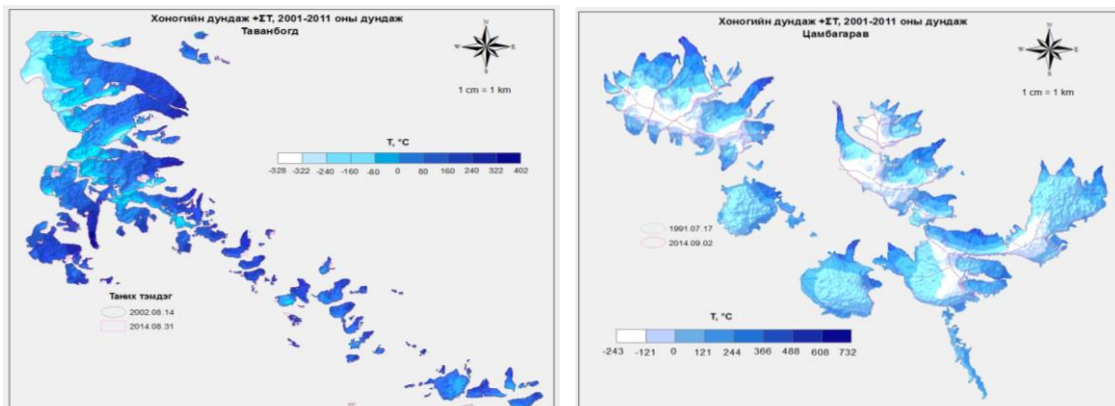 Хоногийн дундаж +ΣT, 2001-2011 оны дундаж
Таванбогд
N
W E
S
1 cm = 1 km
T, °C
-328 -322 -240 -160 -80 0 80 160 240 322 402
Таних тэмдэг
2002.08.14
2014.08.31
Хоногийн дундаж +ΣT, 2001-2011 оны дундаж
Цамбагарав
N
W E
S
1 cm = 1 km
1991.07.17
2014.09.02
T, °C
-243 -121 0 121 244 366 488 608 732